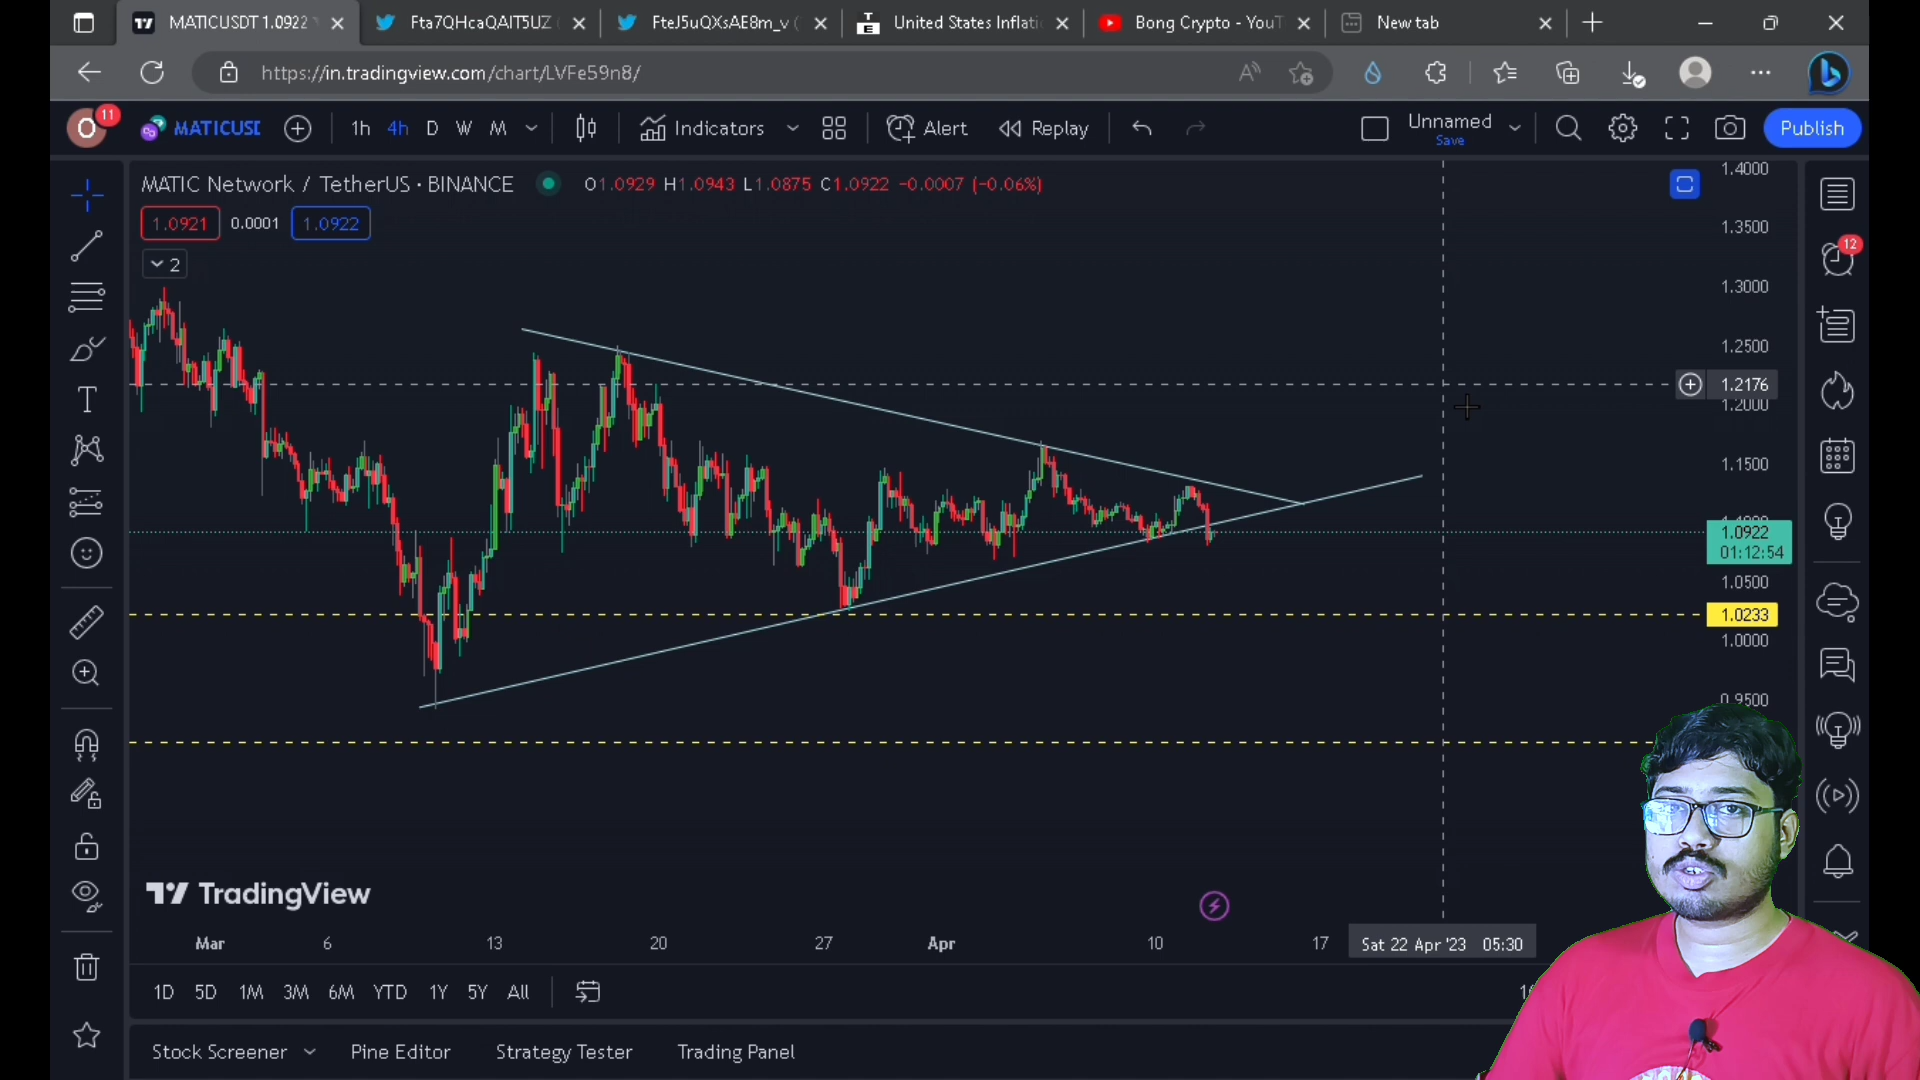 MATICUSDT 1.0922
Fta7QHcaQAIT5UZ
FteJ5uQXsAE8m_v (
United States Inflati
Bong Crypto - YouT
New tab
https://in.tradingview.com/chart/LVFe59n8/
O
11
MATICUSI
1h
4h
D
W
M
Indicators
Alert
Replay
Unnamed
Save
Publish
MATIC Network / TetherUS · BINANCE
O1.0929 H1.0943 L1.0875 C1.0922 −0.0007 (−0.06%)
1.0921
0.0001
1.0922
2
12
1.4000
1.3500
1.3000
1.2500
1.2176
1.2000
1.1500
1.0922
01:12:54
1.0500
1.0233
1.0000
0.9500
TradingView
Mar
6
13
20
27
Apr
10
17
Sat 22 Apr '23 05:30
1D
5D
1M
3M
6M
YTD
1Y
5Y
All
Stock Screener
Pine Editor
Strategy Tester
Trading Panel